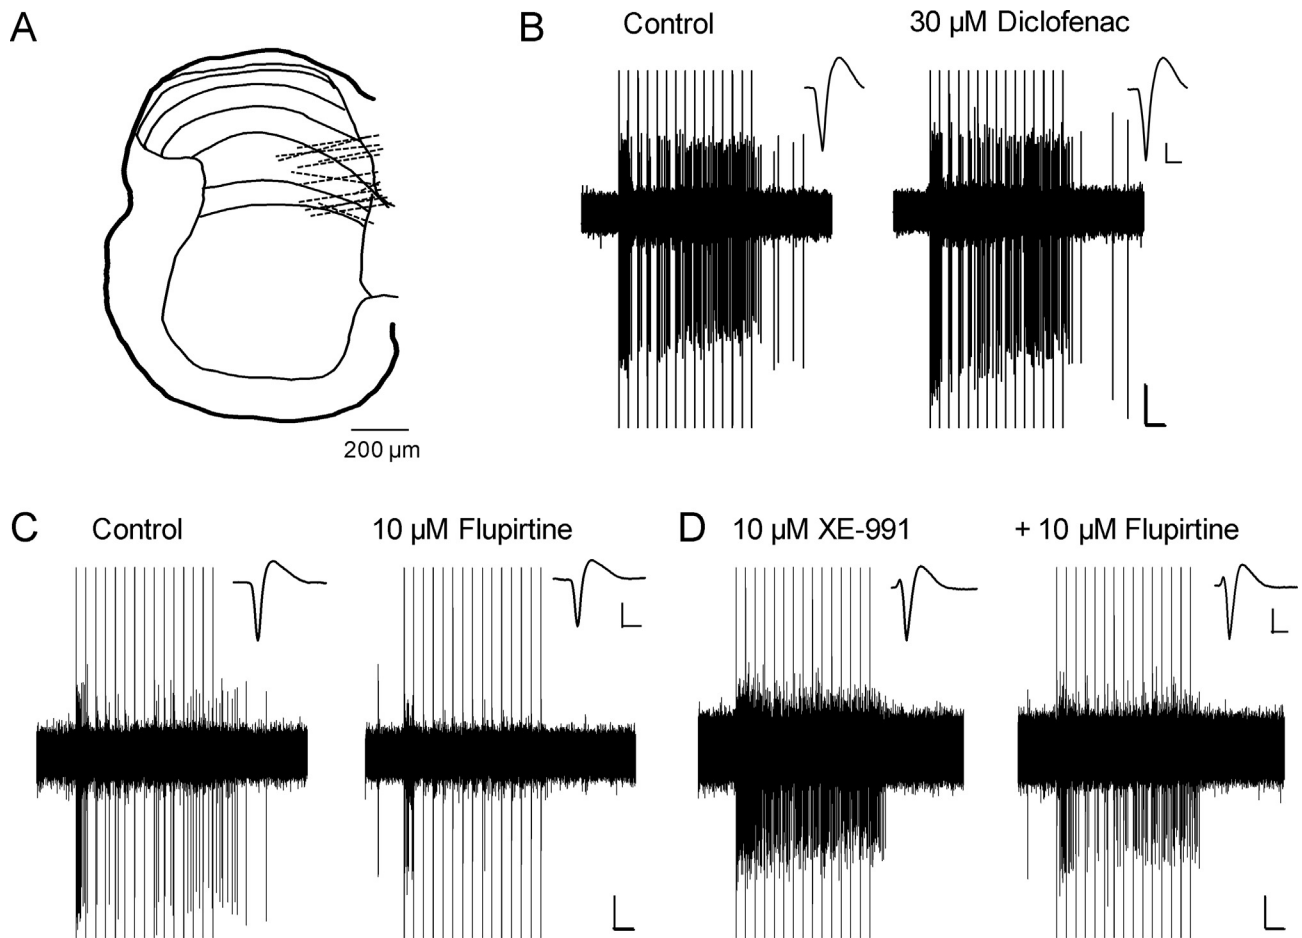 A
200 µm
B
Control
30 µM Diclofenac
C
Control
10 µM Flupirtine
D
10 µM XE-991
+ 10 µM Flupirtine